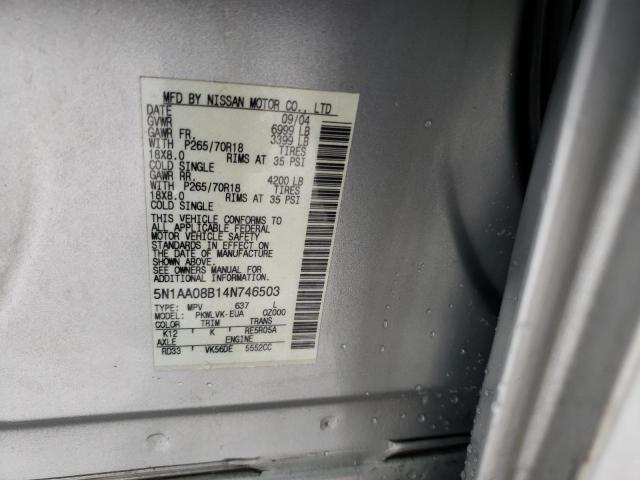 MFD BY NISSAN MOTOR CO., LTD
DATE 09/04
GVWR 6999 LB
GAWR FR, 3399 LB
WITH P265/70R18 TIRES
18X8.0 RIMS AT 35 PSI
COLD SINGLE
GAWR RR, 4200 LB
WITH P265/70R18 TIRES
18X8.0 RIMS AT 35 PSI
COLD SINGLE
THIS VEHICLE CONFORMS TO
ALL APPLICABLE FEDERAL
MOTOR VEHICLE SAFETY
STANDARDS IN EFFECT ON
THE DATE OF MANUFACTURE
SHOWN ABOVE.
SEE OWNERS MANUAL FOR
ADDITIONAL INFORMATION.
5N1AA08B14N746503
TYPE: MPV 637 L
MODEL: PKWLVK-EUA 0Z000
COLOR TRIM TRANS
K12 K RE5R05A
AXLE ENGINE
RD33 VK56DE 5552CC